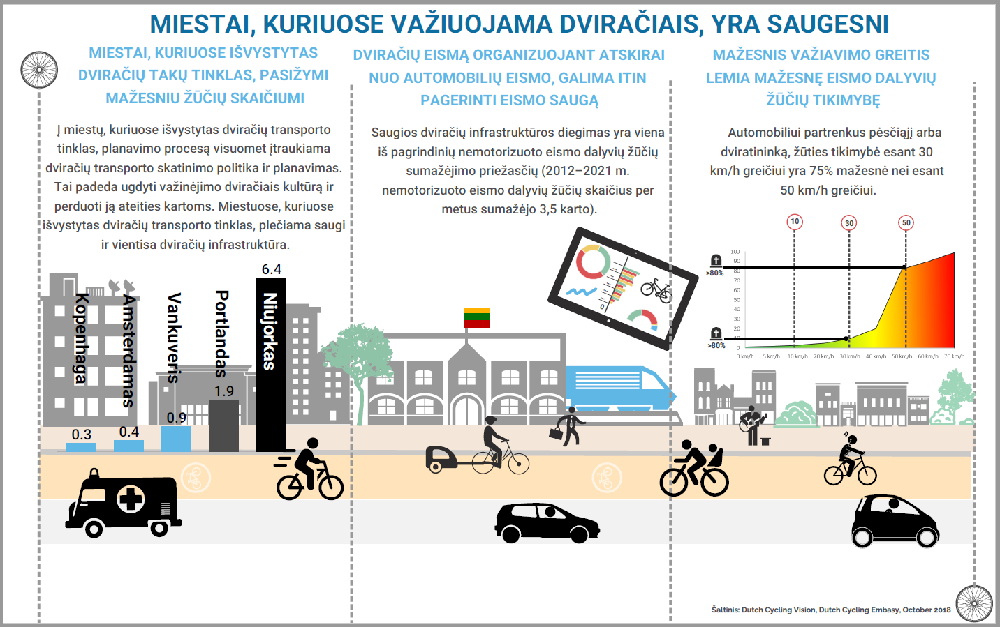 MIESTAI, KURIUOSE VAŽIUOJAMA DVIRAČIAIS, YRA SAUGESNI
MIESTAI, KURIUOSE IŠVYSTYTAS
DVIRAČIŲ TAKŲ TINKLAS, PASIŽYMI
MAŽESNIU ŽŪČIŲ SKAIČIUMI
Į miestų, kuriuose išvystytas dviračių transporto
tinklas, planavimo procesą visuomet įtraukiama
dviračių transporto skatinimo politika ir planavimas.
Tai padeda ugdyti važinėjimo dviračiais kultūrą ir
perduoti ją ateities kartoms. Miestuose, kuriuose
išvystytas dviračių transporto tinklas, plečiama saugi
ir vientisa dviračių infrastruktūra.
6.4
Kopenhaga
Amsterdamas
Vankuveris
Portlandas
Niujorkas
1.9
0.9
0.4
0.3
DVIRAČIŲ EISMĄ ORGANIZUOJANT ATSKIRAI
NUO AUTOMOBILIŲ EISMO, GALIMA ITIN
PAGERINTI EISMO SAUGĄ
Saugios dviračių infrastruktūros diegimas yra viena
iš pagrindinių nemotorizuoto eismo dalyvių žūčių
sumažėjimo priežasčių (2012–2021 m.
nemotorizuoto eismo dalyvių žūčių skaičius per
metus sumažėjo 3,5 karto).
0
MAŽESNIS VAŽIAVIMO GREITIS
LEMIA MAŽESNĘ EISMO DALYVIŲ
ŽŪČIŲ TIKIMYBĘ
Automobiliui partrenkus pėsčiąjį arba
dviratininką, žūties tikimybė esant 30
km/h greičiui yra 75% mažesnė nei esant
50 km/h greičiui.
10
30
50
100
90
80
70
60
50
40
30
20
10
0
>80%
>80%
0 km/h
5 km/h
10 km/h
20 km/h
30 km/h
40 km/h
50 km/h
60 km/h
70 km/h
Šaltinis: Dutch Cycling Vision, Dutch Cycling Embasy, October 2018